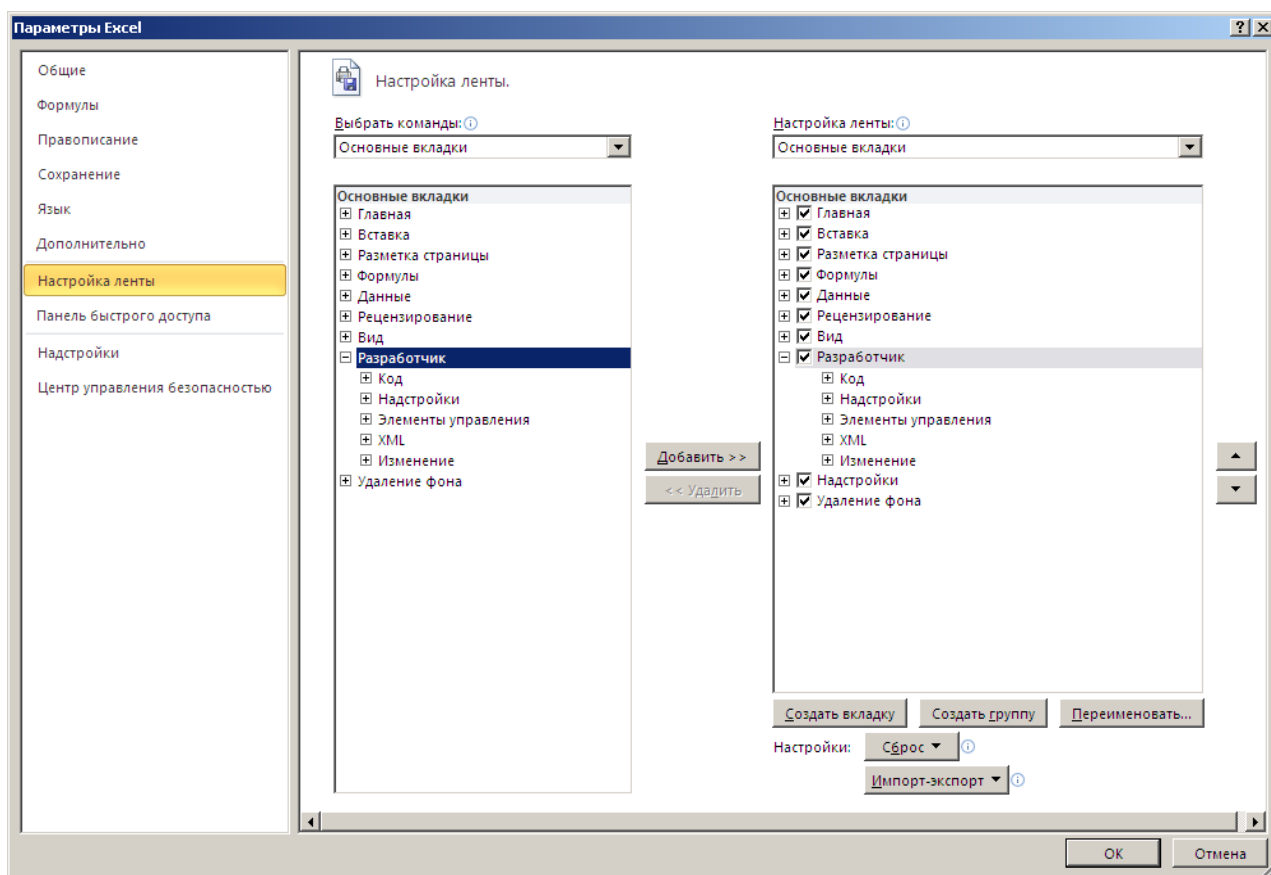 Параметры Excel
Общие
Формулы
Правописание
Сохранение
Язык
Дополнительно
Настройка ленты
Панель быстрого доступа
Надстройки
Центр управления безопасностью
Настройка ленты.
Выбрать команды:
Основные вкладки
Основные вкладки
Главная
Вставка
Разметка страницы
Формулы
Данные
Рецензирование
Вид
Разработчик
Код
Надстройки
Элементы управления
XML
Изменение
Удаление фона
Добавить >>
<< Удалить
Настройка ленты:
Основные вкладки
Основные вкладки
Главная
Вставка
Разметка страницы
Формулы
Данные
Рецензирование
Вид
Разработчик
Код
Надстройки
Элементы управления
XML
Изменение
Надстройки
Удаление фона
Создать вкладку Создать группу Переименовать...
Настройки: Сброс
Импорт-экспорт
ОК Отмена